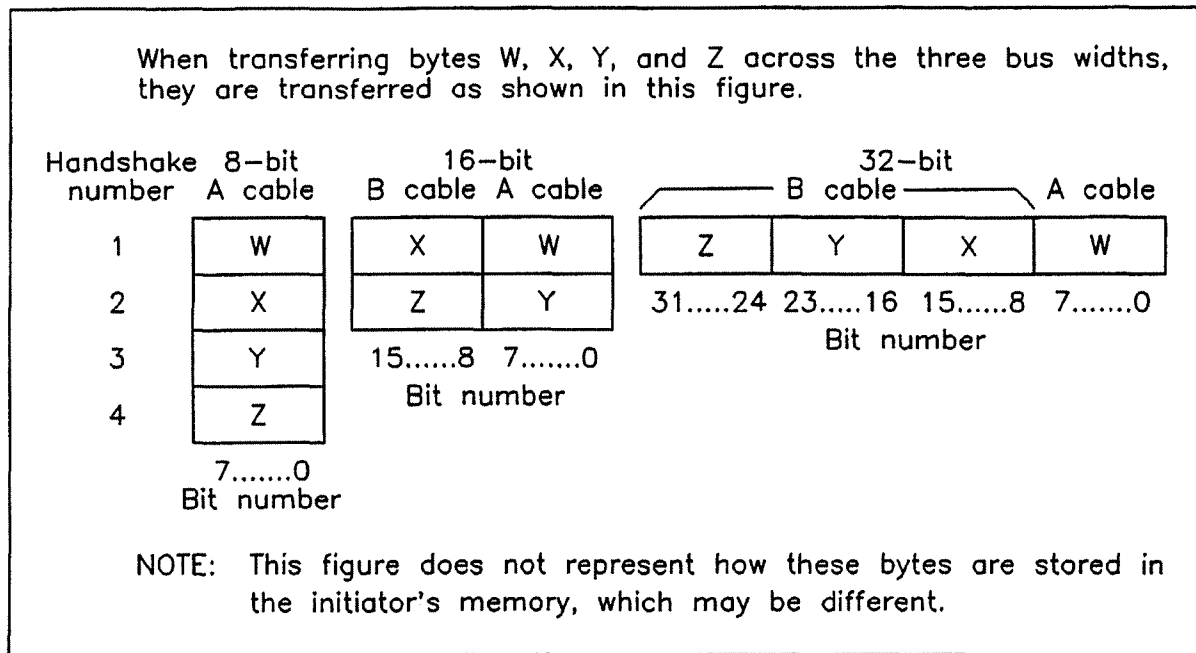 When transferring bytes W, X, Y, and Z across the three bus widths,
they are transferred as shown in this figure.
Handshake 8-bit 16-bit 32-bit
number A cable B cable A cable B cable A cable
1 W X W Z Y X W
2 X Z Y 31.....24 23.....16 15......8 7.......0
3 Y 15......8 7.......0 Bit number
4 Z Bit number
7.......0
Bit number
NOTE: This figure does not represent how these bytes are stored in
the initiator's memory, which may be different.